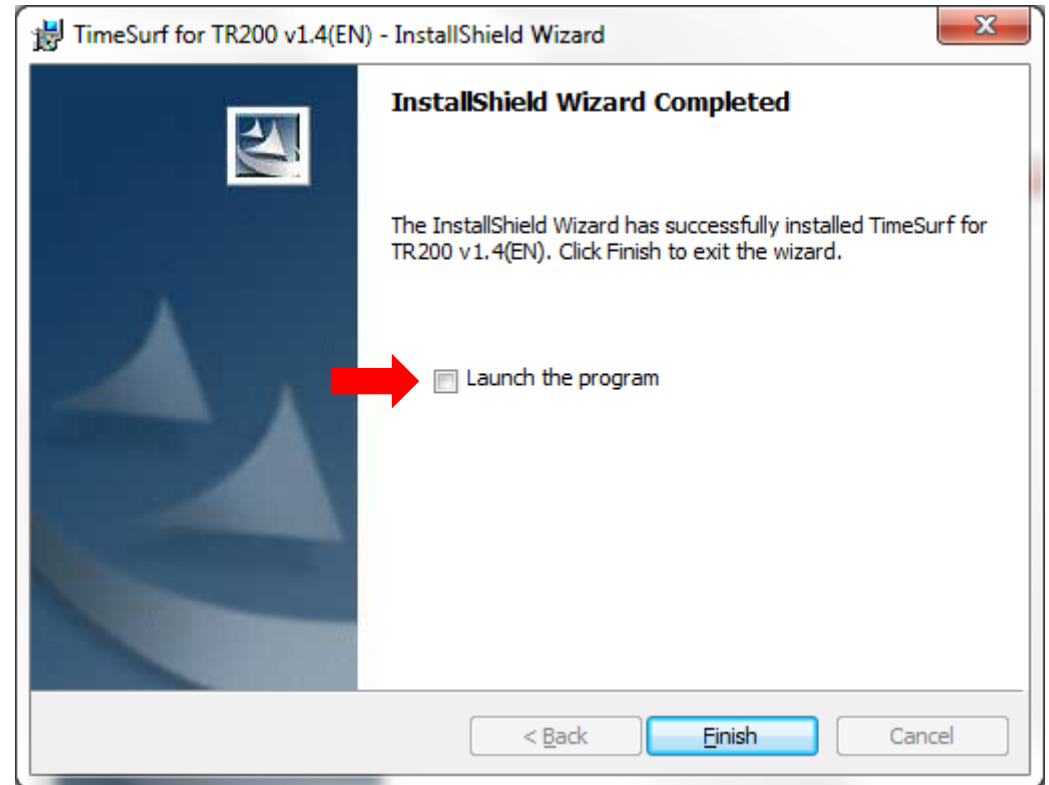 TimeSurf for TR200 v1.4(EN) - InstallShield Wizard
InstallShield Wizard Completed
The InstallShield Wizard has successfully installed TimeSurf for
TR200 v1.4(EN). Click Finish to exit the wizard.
Launch the program
< Back
Finish
Cancel